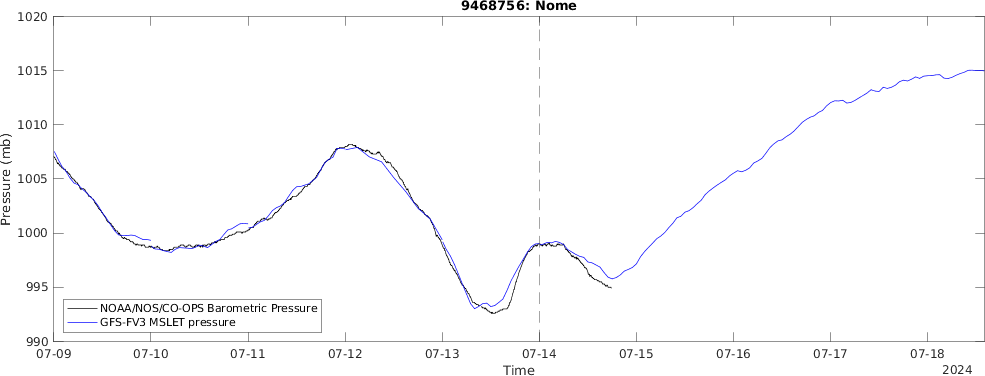 9468756: Nome
1020
1015
1010
1005
1000
995
990
Pressure (mb)
NOAA/NOS/CO-OPS Barometric Pressure
GFS-FV3 MSLET pressure
07-09 07-10 07-11 07-12 07-13 07-14 07-15 07-16 07-17 07-18
Time
2024